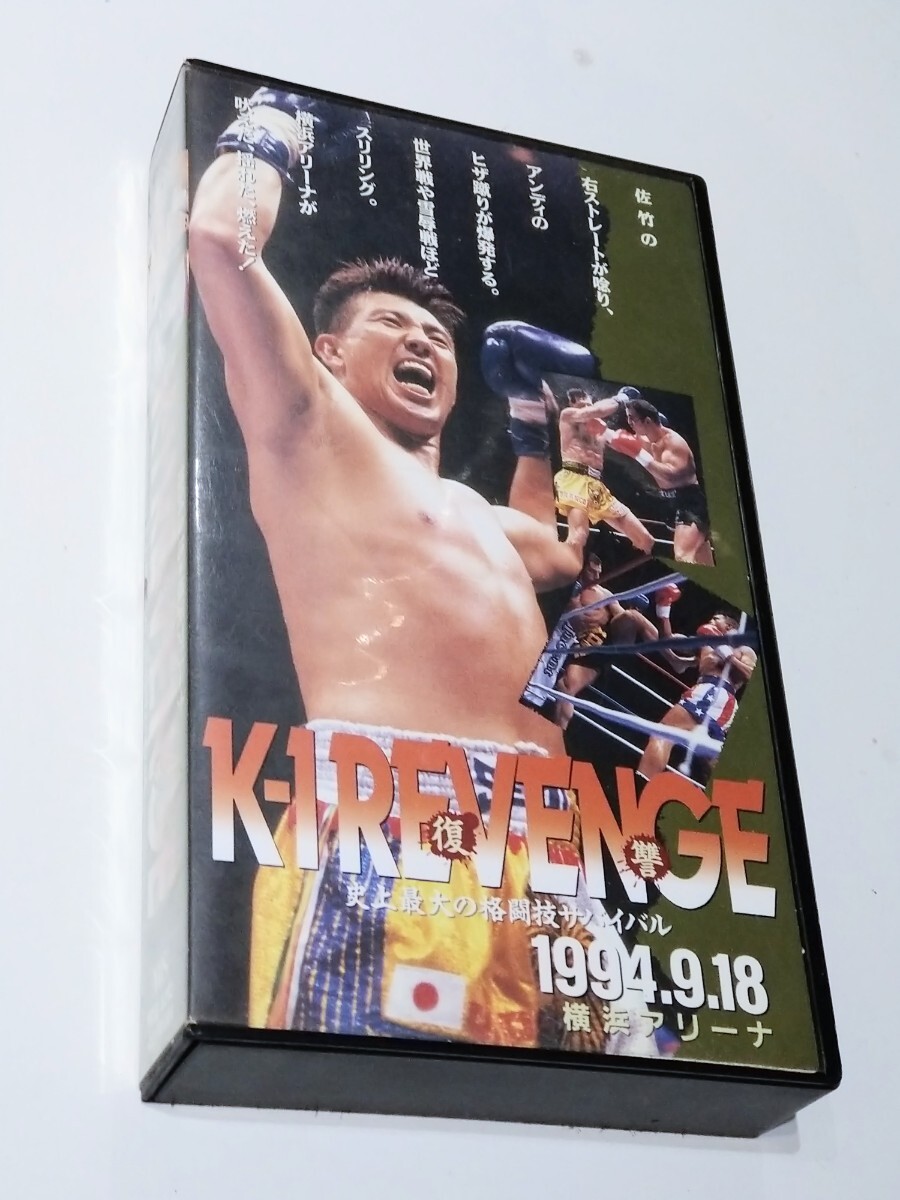 佐竹の
右ストレートが唸り、
アンディの
ヒザ蹴りが爆発する。
世界戦や雪辱戦ほど
スリリング。
横浜アリーナが
吠えた、揺れた、燃えた!
K-1 REVENGE
復讐
史上最大の格闘技サバイバル
1994.9.18
横浜アリーナ